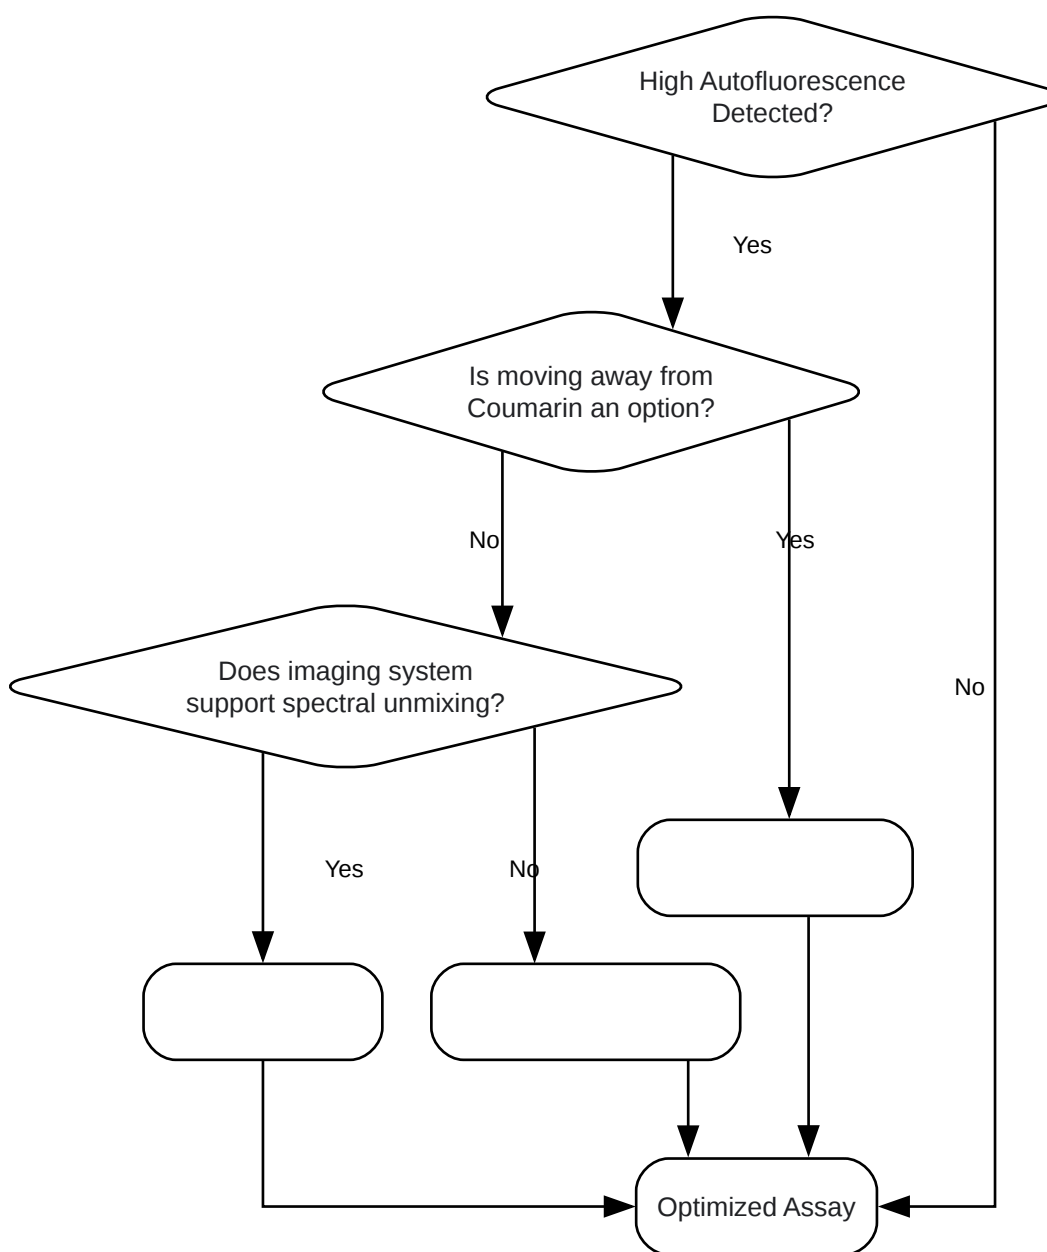 High Autofluorescence
Detected?
Yes
Is moving away from
Coumarin an option?
No
Yes
Does imaging system
support spectral unmixing?
No
Yes
No
Optimized Assay